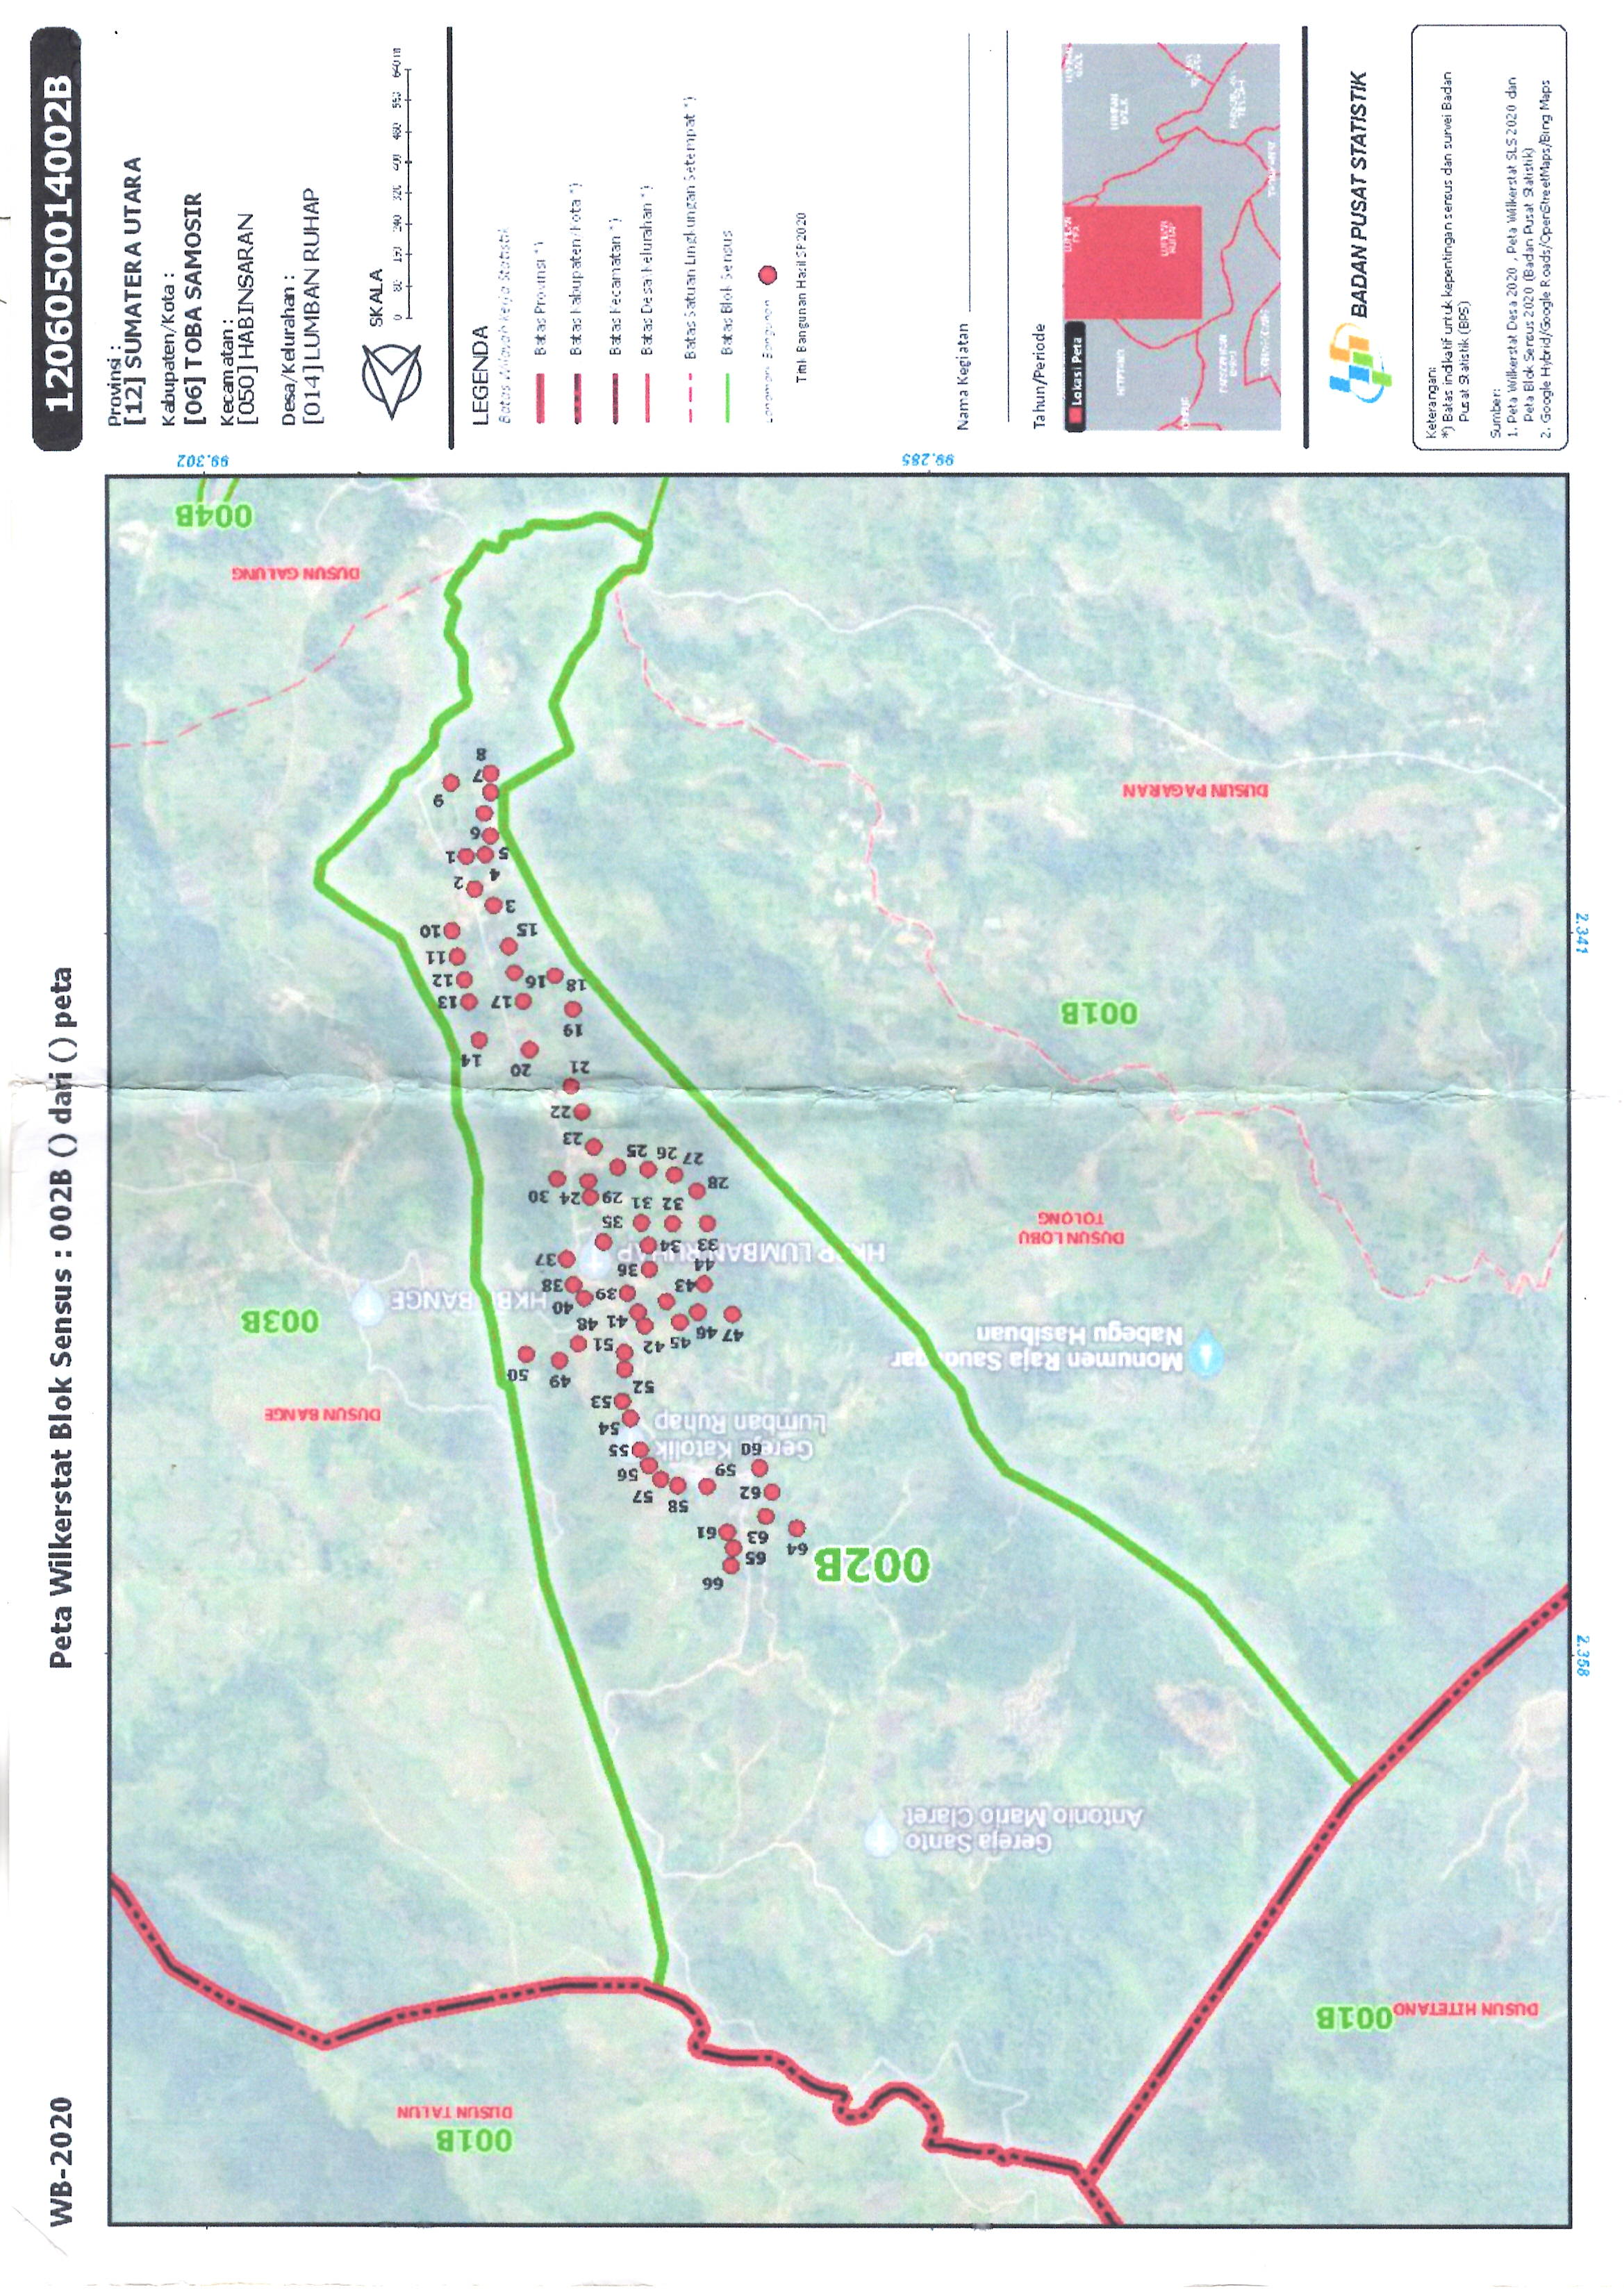 WB-2020
Peta Wilkerstat Blok Sensus : 002B () dari () peta
1206050014002B
Provinsi :
[12] SUMATERA UTARA
Kabupaten/Kota :
[06] TOBA SAMOSIR
Kecamatan :
[050] HABINSARAN
Desa/Kelurahan :
[014] LUMBAN RUHAP
SKALA
0 80 160 240 320 400 480 560 640 m
LEGENDA
Batas Wilayah Kerja Statistik
Batas Provinsi *)
Batas Kabupaten/Kota *)
Batas Kecamatan *)
Batas Desa/Kelurahan *)
Batas Satuan Lingkungan Setempat *)
Batas Blok Sensus
Landmark Bangunan
Titik Bangunan Hasil SP2020
Nama Kegiatan
Tahun/Periode
Lokasi Peta
HITETANO
LUMBAN
RUHAP
BADAN PUSAT STATISTIK
Keterangan:
*) Batas indikatif untuk kepentingan sensus dan survei Badan
Pusat Statistik (BPS)
Sumber:
1. Peta Wilkerstat Desa 2020 , Peta Wilkerstat SLS 2020 dan
Peta Blok Sensus 2020 (Badan Pusat Statistik)
2. Google Hybrid/Google Roads/OpenStreetMaps/Bing Maps
99.302
99.285
2.358
2.341
001B
DUSUN TALUN
DUSUN BANGE
003B
HKBP BANGE
DUSUN GALUNG
004B
002B
Gereja Katolik
Lumban Ruhap
HKBP LUMBAN RUHAP
Gereja Santo
Antonio Mario Claret
Monumen Raja Saudagar
Nabegu Hasibuan
DUSUN LOBU
TOLONG
001B
DUSUN PAGARAN
001B
DUSUN HITETANO
1
2
3
4
5
6
7
8
9
10
11
12
13
14
15
16
17
18
19
20
21
22
23
24
25
26
27
28
29
30
31
32
33
34
35
36
37
38
39
40
41
42
43
44
45
46
47
48
49
50
51
52
53
54
55
56
57
58
59
60
61
62
63
64
65
66